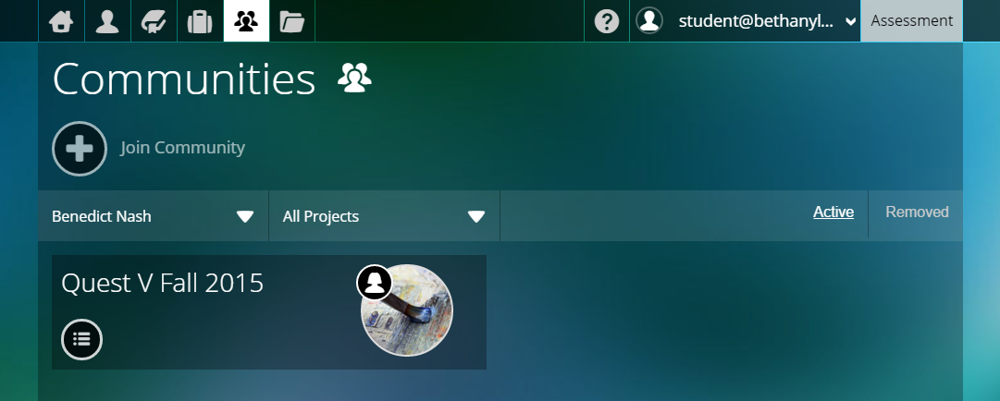 student@bethanyl... Assessment
Communities
Join Community
Benedict Nash All Projects Active Removed
Quest V Fall 2015